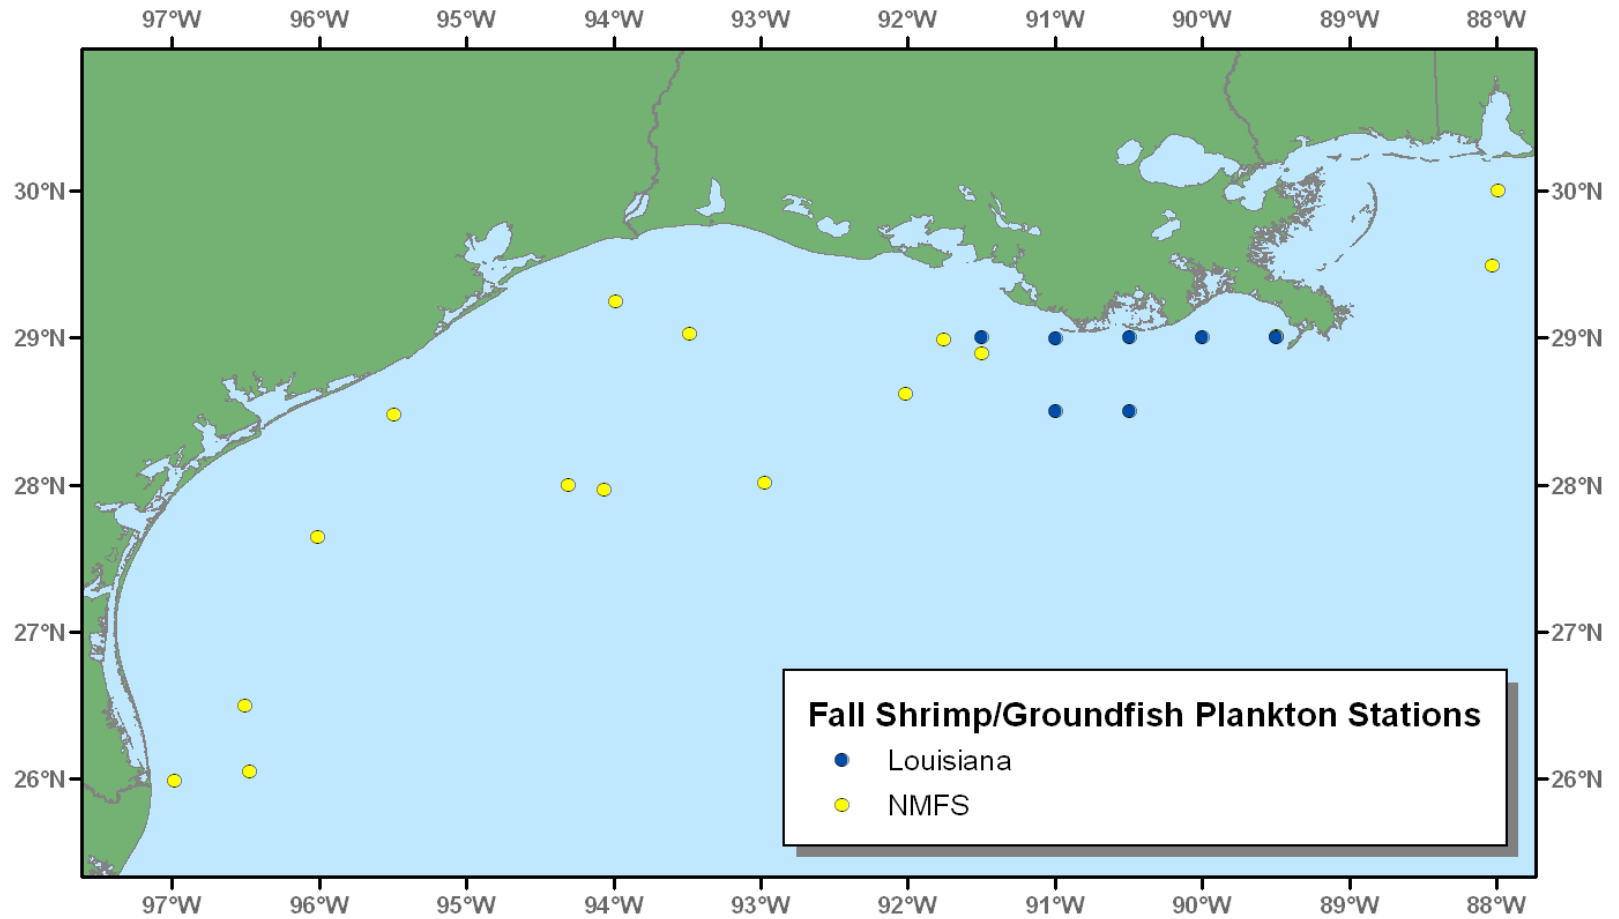 97°W 96°W 95°W 94°W 93°W 92°W 91°W 90°W 89°W 88°W
30°N 30°N
29°N 29°N
28°N 28°N
27°N 27°N
Fall Shrimp/Groundfish Plankton Stations
Louisiana
26°N 26°N
NMFS
97°W 96°W 95°W 94°W 93°W 92°W 91°W 90°W 89°W 88°W